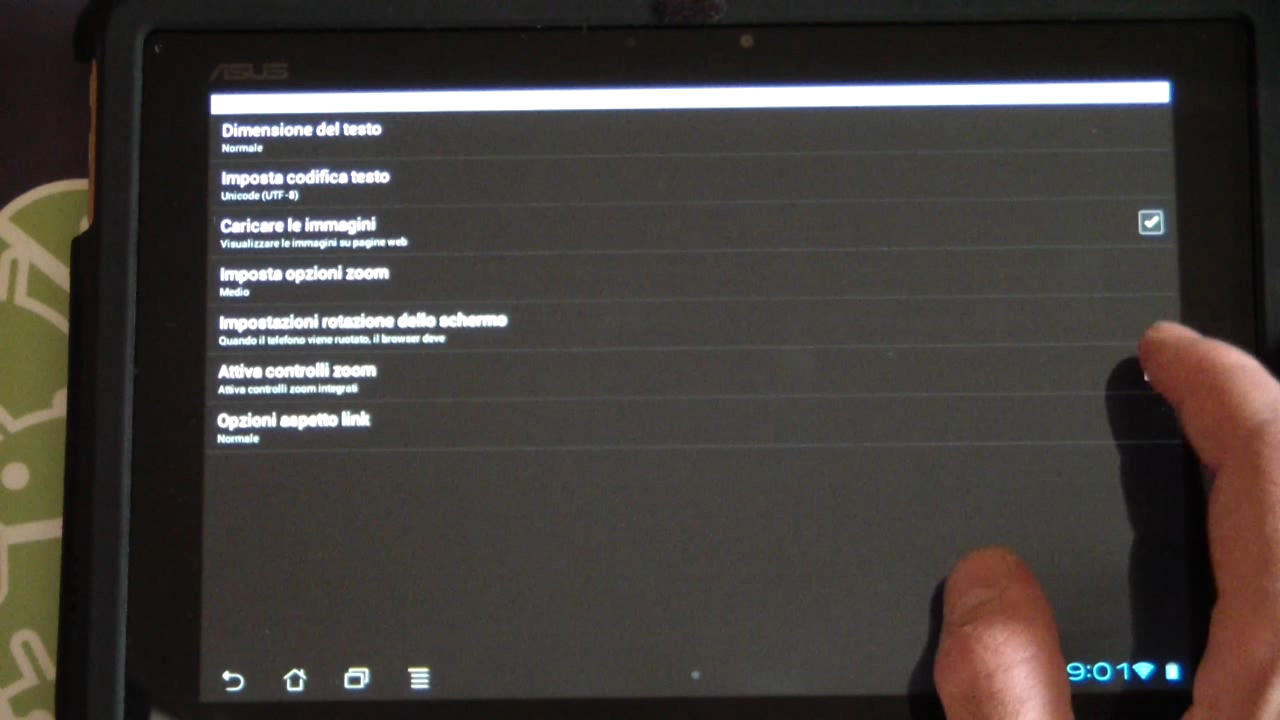 ASUS
Dimensione del testo
Normale
Imposta codifica testo
Unicode (UTF-8)
Caricare le immagini
Visualizzare le immagini su pagine web
Imposta opzioni zoom
Medio
Impostazioni rotazione dello schermo
Quando il telefono viene ruotato, il browser deve
Attiva controlli zoom
Attiva controlli zoom integrati
Opzioni aspetto link
Normale
9:01